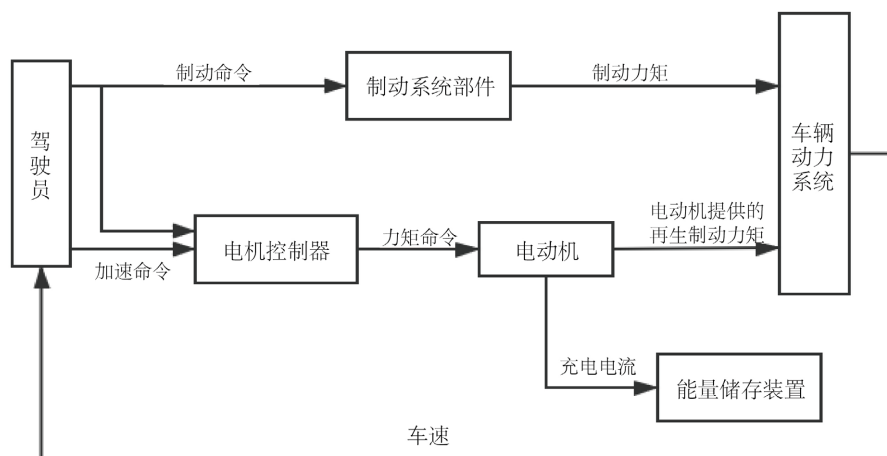 制动命令
制动系统部件
制动力矩
驾
驶
员
车辆
动力
系统
电机控制器
力矩命令
电动机
电动机提供的
再生制动力矩
加速命令
充电电流
能量储存装置
车速